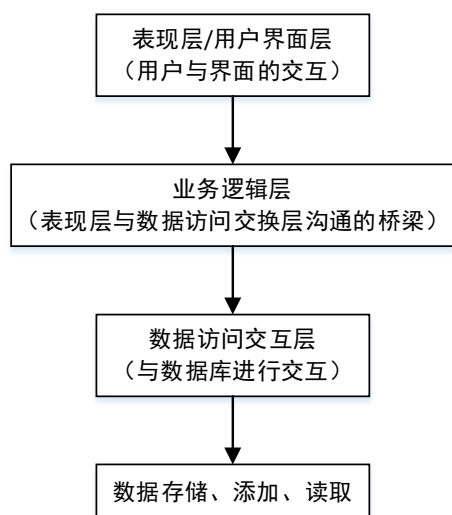 表现层/用户界面层
（用户与界面的交互）
业务逻辑层
（表现层与数据访问交换层沟通的桥梁）
数据访问交互层
（与数据库进行交互）
数据存储、添加、读取